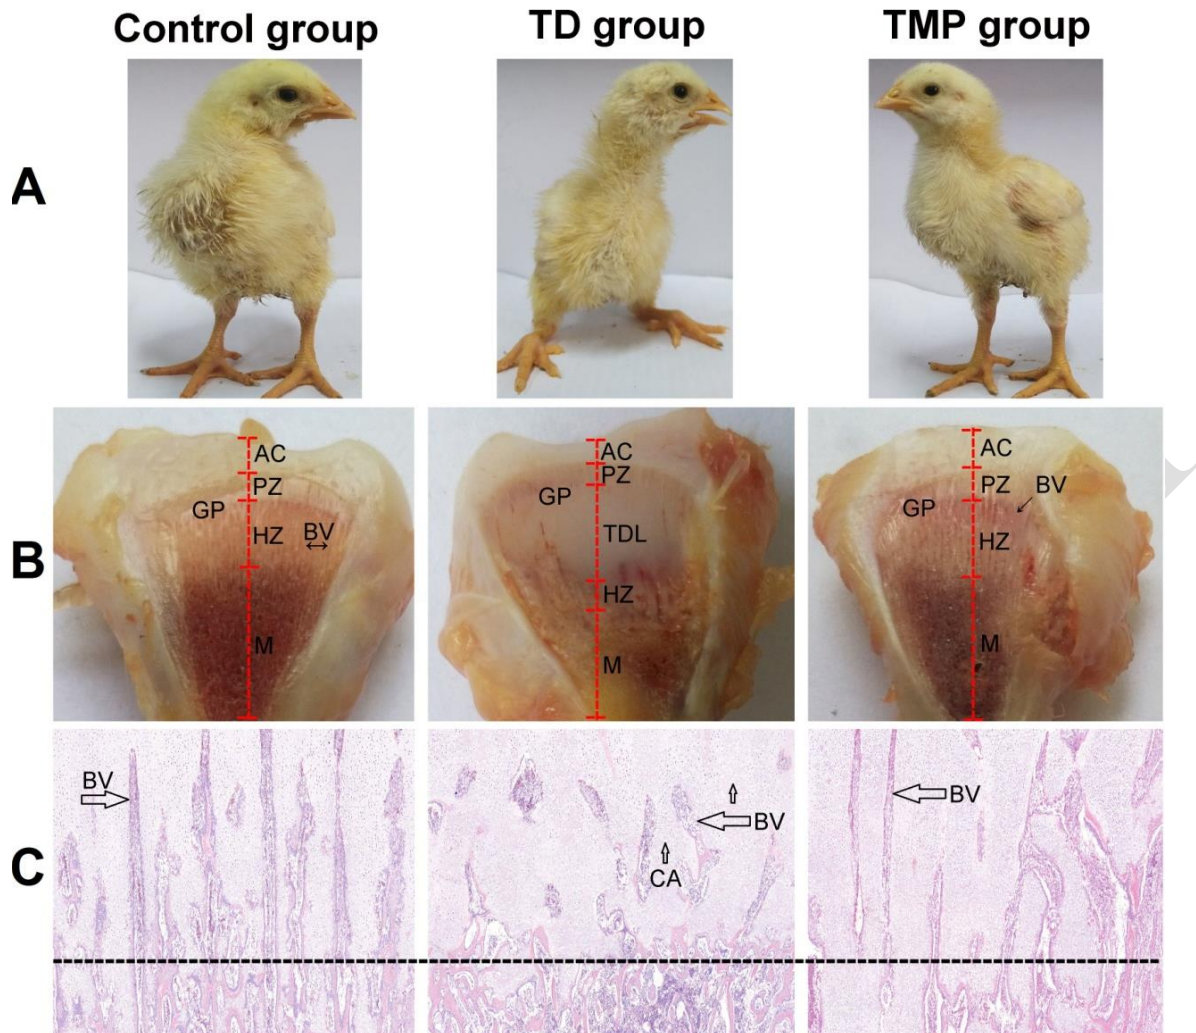 Control group
TD group
TMP group
A
B
AC
PZ
GP
HZ
BV
M
AC
PZ
GP
TDL
HZ
M
AC
PZ
BV
GP
HZ
M
C
BV
BV
CA
BV